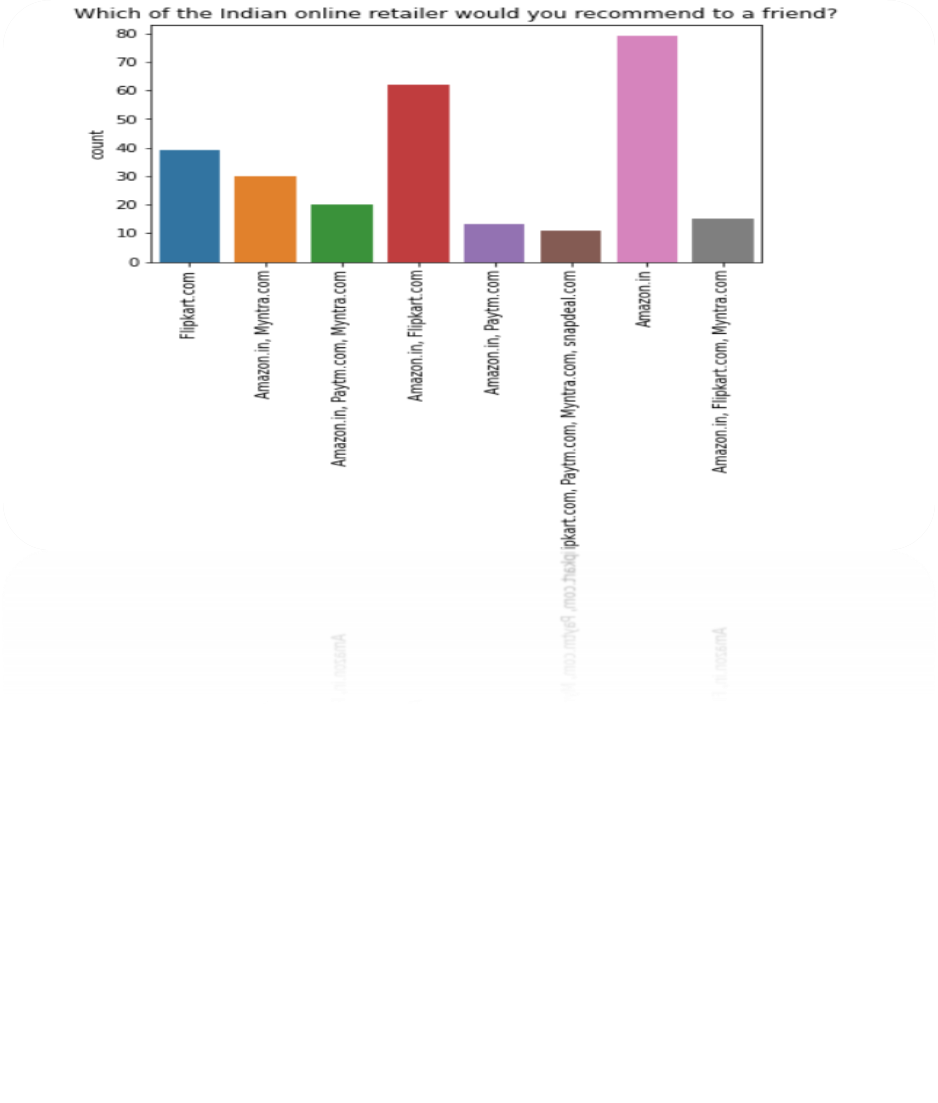 Which of the Indian online retailer would you recommend to a friend?
count
80
70
60
50
40
30
20
10
0
Flipkart.com
Amazon.in, Myntra.com
Amazon.in, Paytm.com, Myntra.com
Amazon.in, Flipkart.com
Amazon.in, Paytm.com
ipkart.com, Paytm.com, Myntra.com, snapdeal.com
Amazon.in
Amazon.in, Flipkart.com, Myntra.com